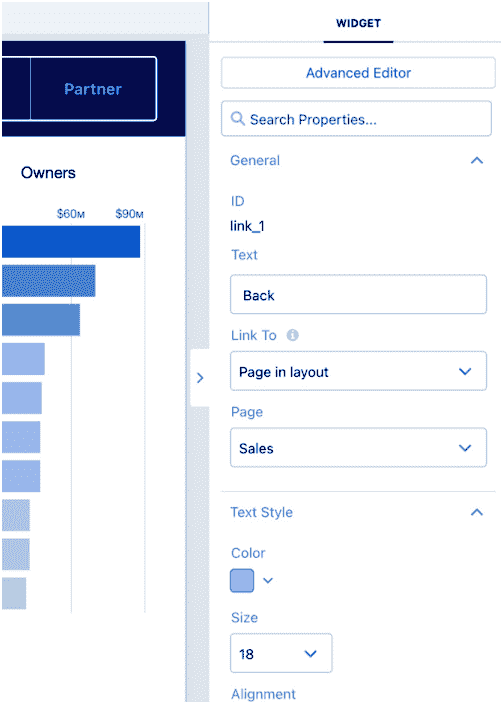 WIDGET
Advanced Editor
Partner
Search Properties...
General
Owners
ID
$60M $90M
link_1
Text
Back
Link To
Page in layout
Page
Sales
Text Style
Color
Size
18
Alignment